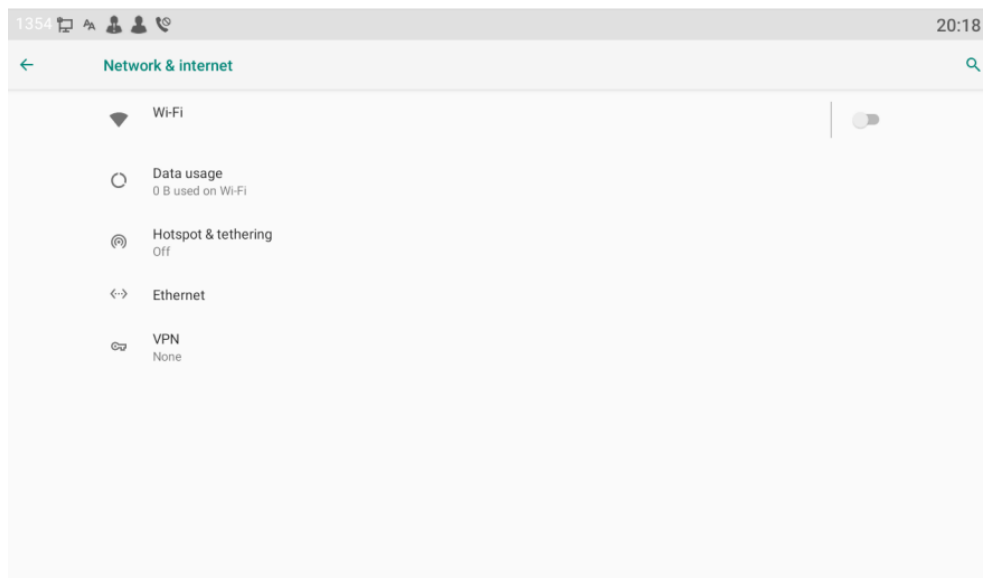 1354 20:18
Network & internet
Wi-Fi
Data usage
0 B used on Wi-Fi
Hotspot & tethering
Off
Ethernet
VPN
None